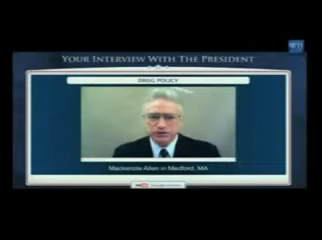 YOUR INTERVIEW WITH THE PRESIDENT
DRUG POLICY
Mackenzie Allen in Medford, MA